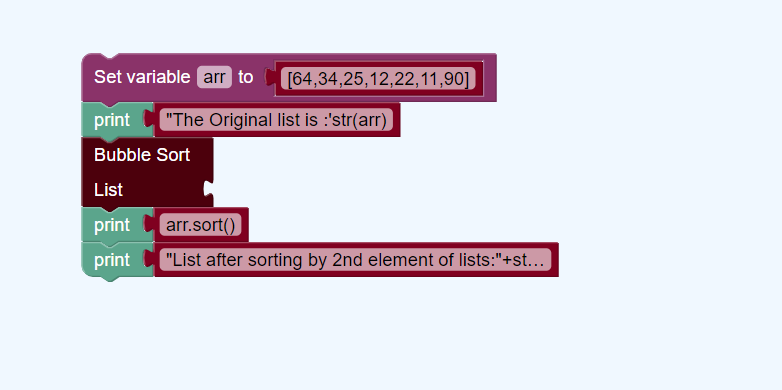 Set variable arr to [64,34,25,12,22,11,90]
print "The Original list is :'str(arr)
Bubble Sort
List
print arr.sort()
print "List after sorting by 2nd element of lists:"+st...